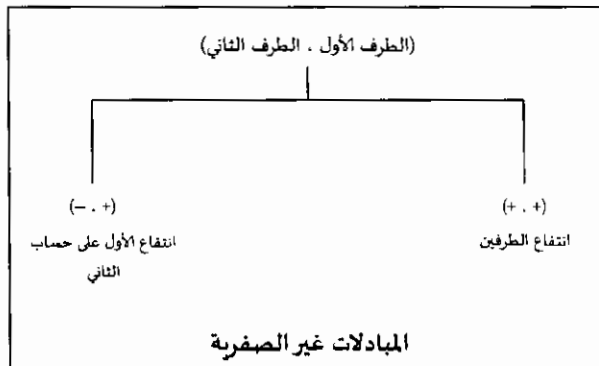 (الطرف الأول ، الطرف الثاني)
(+ ، +)
انتفاع الطرفين
(+ ، −)
انتفاع الأول على حساب
الثاني
المبادلات غير الصفرية